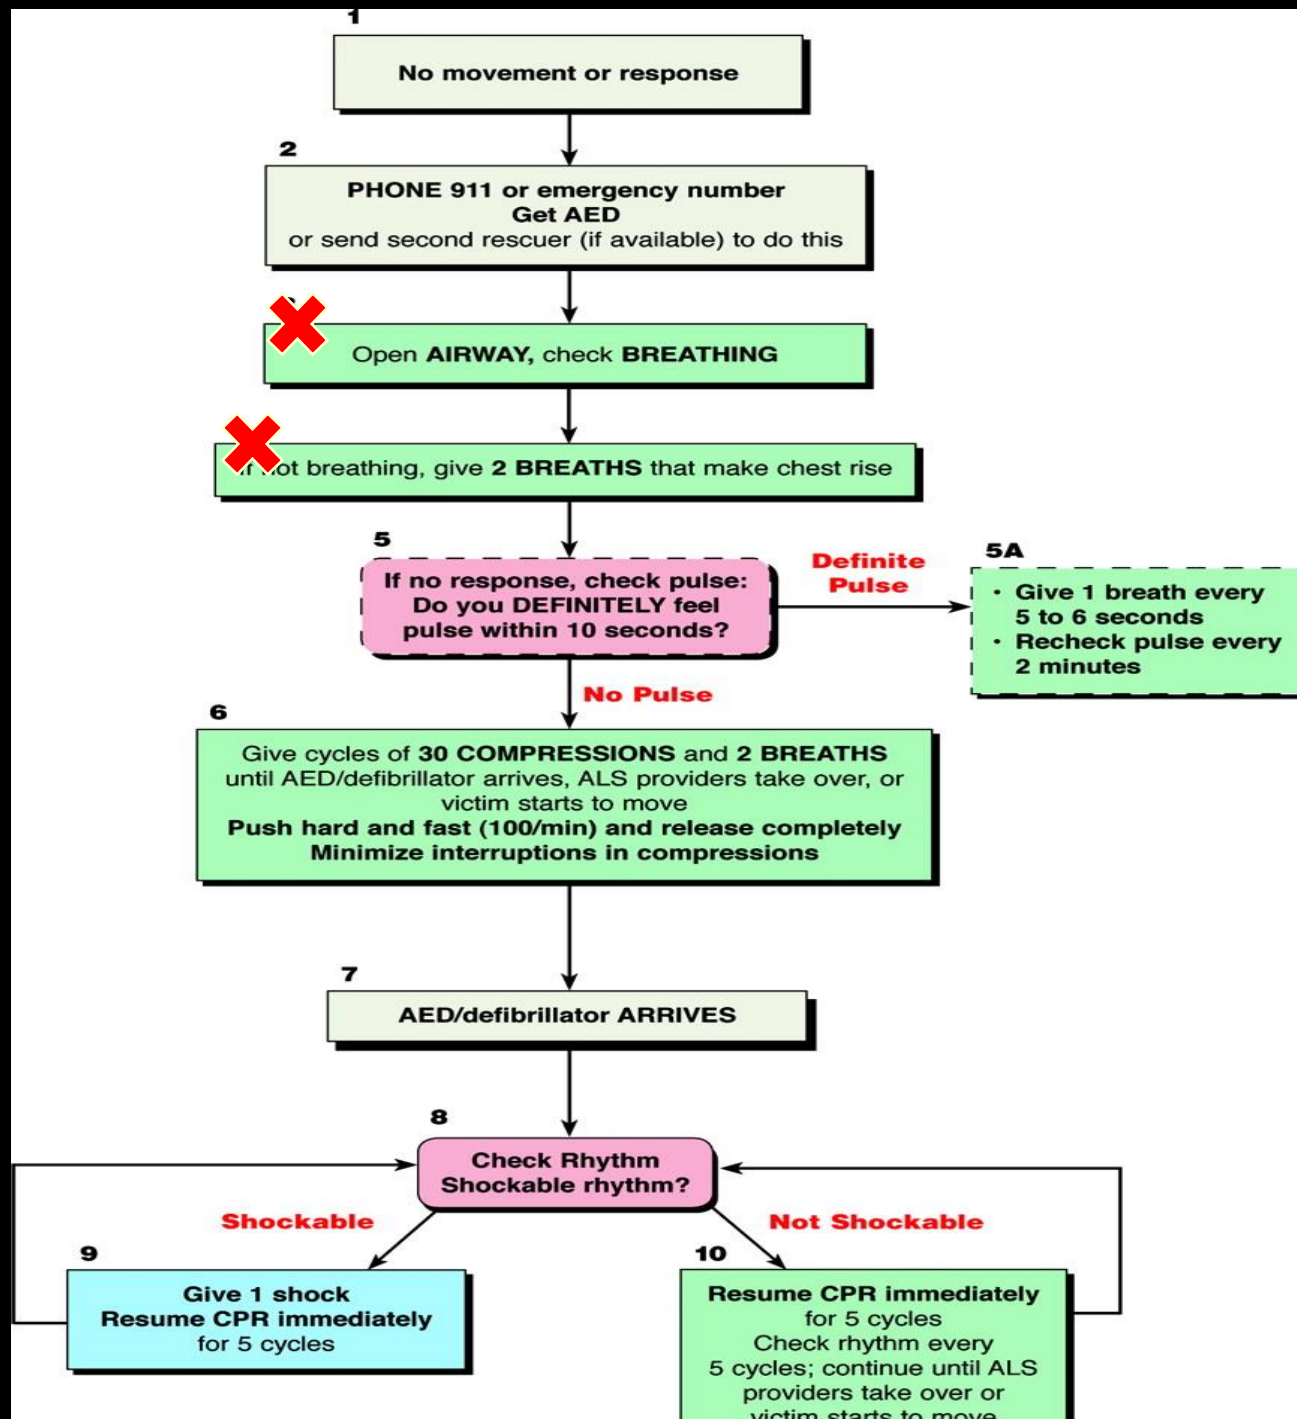 1
No movement or response
2
PHONE 911 or emergency number
Get AED
or send second rescuer (if available) to do this
Open AIRWAY, check BREATHING
not breathing, give 2 BREATHS that make chest rise
5
If no response, check pulse:
Do you DEFINITELY feel
pulse within 10 seconds?
Definite
Pulse
5A
• Give 1 breath every
5 to 6 seconds
• Recheck pulse every
2 minutes
No Pulse
6
Give cycles of 30 COMPRESSIONS and 2 BREATHS
until AED/defibrillator arrives, ALS providers take over, or
victim starts to move
Push hard and fast (100/min) and release completely
Minimize interruptions in compressions
7
AED/defibrillator ARRIVES
8
Check Rhythm
Shockable rhythm?
Shockable
Not Shockable
9
Give 1 shock
Resume CPR immediately
for 5 cycles
10
Resume CPR immediately
for 5 cycles
Check rhythm every
5 cycles; continue until ALS
providers take over or
victim starts to move